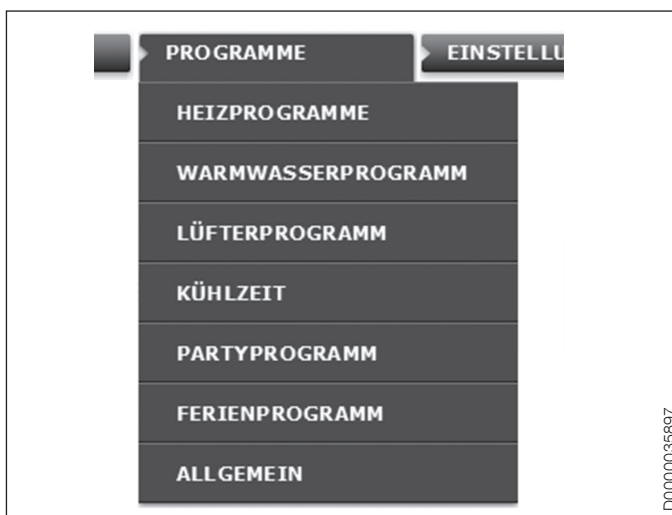 PROGRAMME
EINSTELLU
HEIZPROGRAMME
WARMWASSERPROGRAMM
LÜFTERPROGRAMM
KÜHLZEIT
PARTYPROGRAMM
FERIENPROGRAMM
ALLGEMEIN
D0000035897